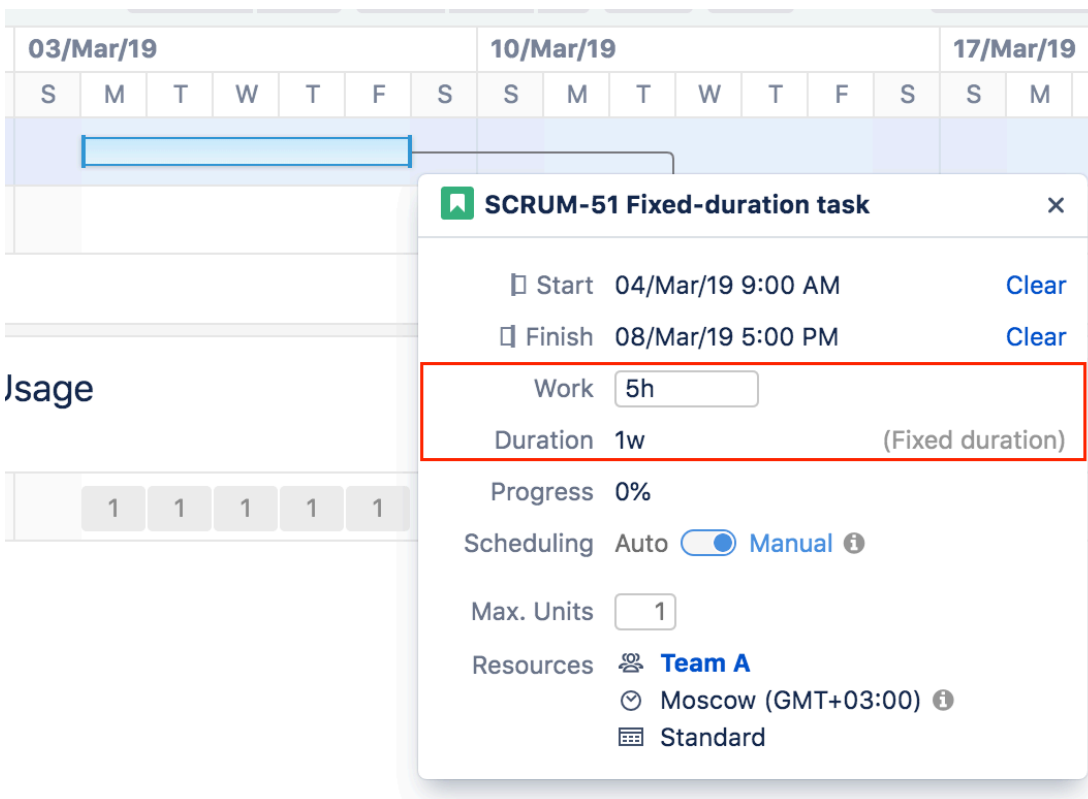 03/Mar/19 10/Mar/19 17/Mar/19
S M T W T F S S M T W T F S S M
SCRUM-51 Fixed-duration task
Start 04/Mar/19 9:00 AM Clear
Finish 08/Mar/19 5:00 PM Clear
Work 5h
Duration 1w (Fixed duration)
Progress 0%
Scheduling Auto Manual
Max. Units 1
Resources Team A
Moscow (GMT+03:00)
Standard
1 1 1 1 1